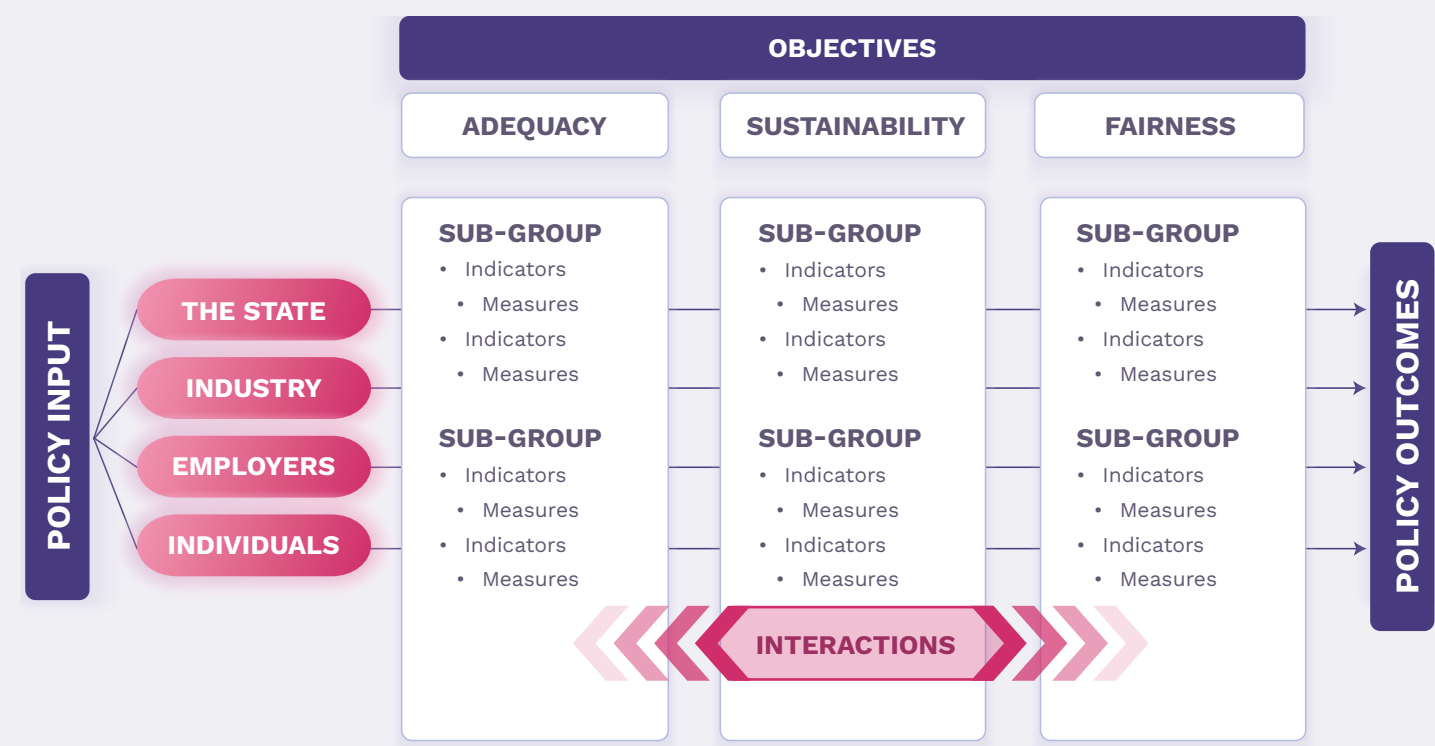 OBJECTIVES
ADEQUACY
SUSTAINABILITY
FAIRNESS
POLICY INPUT
THE STATE
INDUSTRY
EMPLOYERS
INDIVIDUALS
SUB-GROUP
• Indicators
• Measures
• Indicators
• Measures
SUB-GROUP
• Indicators
• Measures
• Indicators
• Measures
SUB-GROUP
• Indicators
• Measures
• Indicators
• Measures
SUB-GROUP
• Indicators
• Measures
• Indicators
• Measures
SUB-GROUP
• Indicators
• Measures
• Indicators
• Measures
SUB-GROUP
• Indicators
• Measures
• Indicators
• Measures
INTERACTIONS
POLICY OUTCOMES